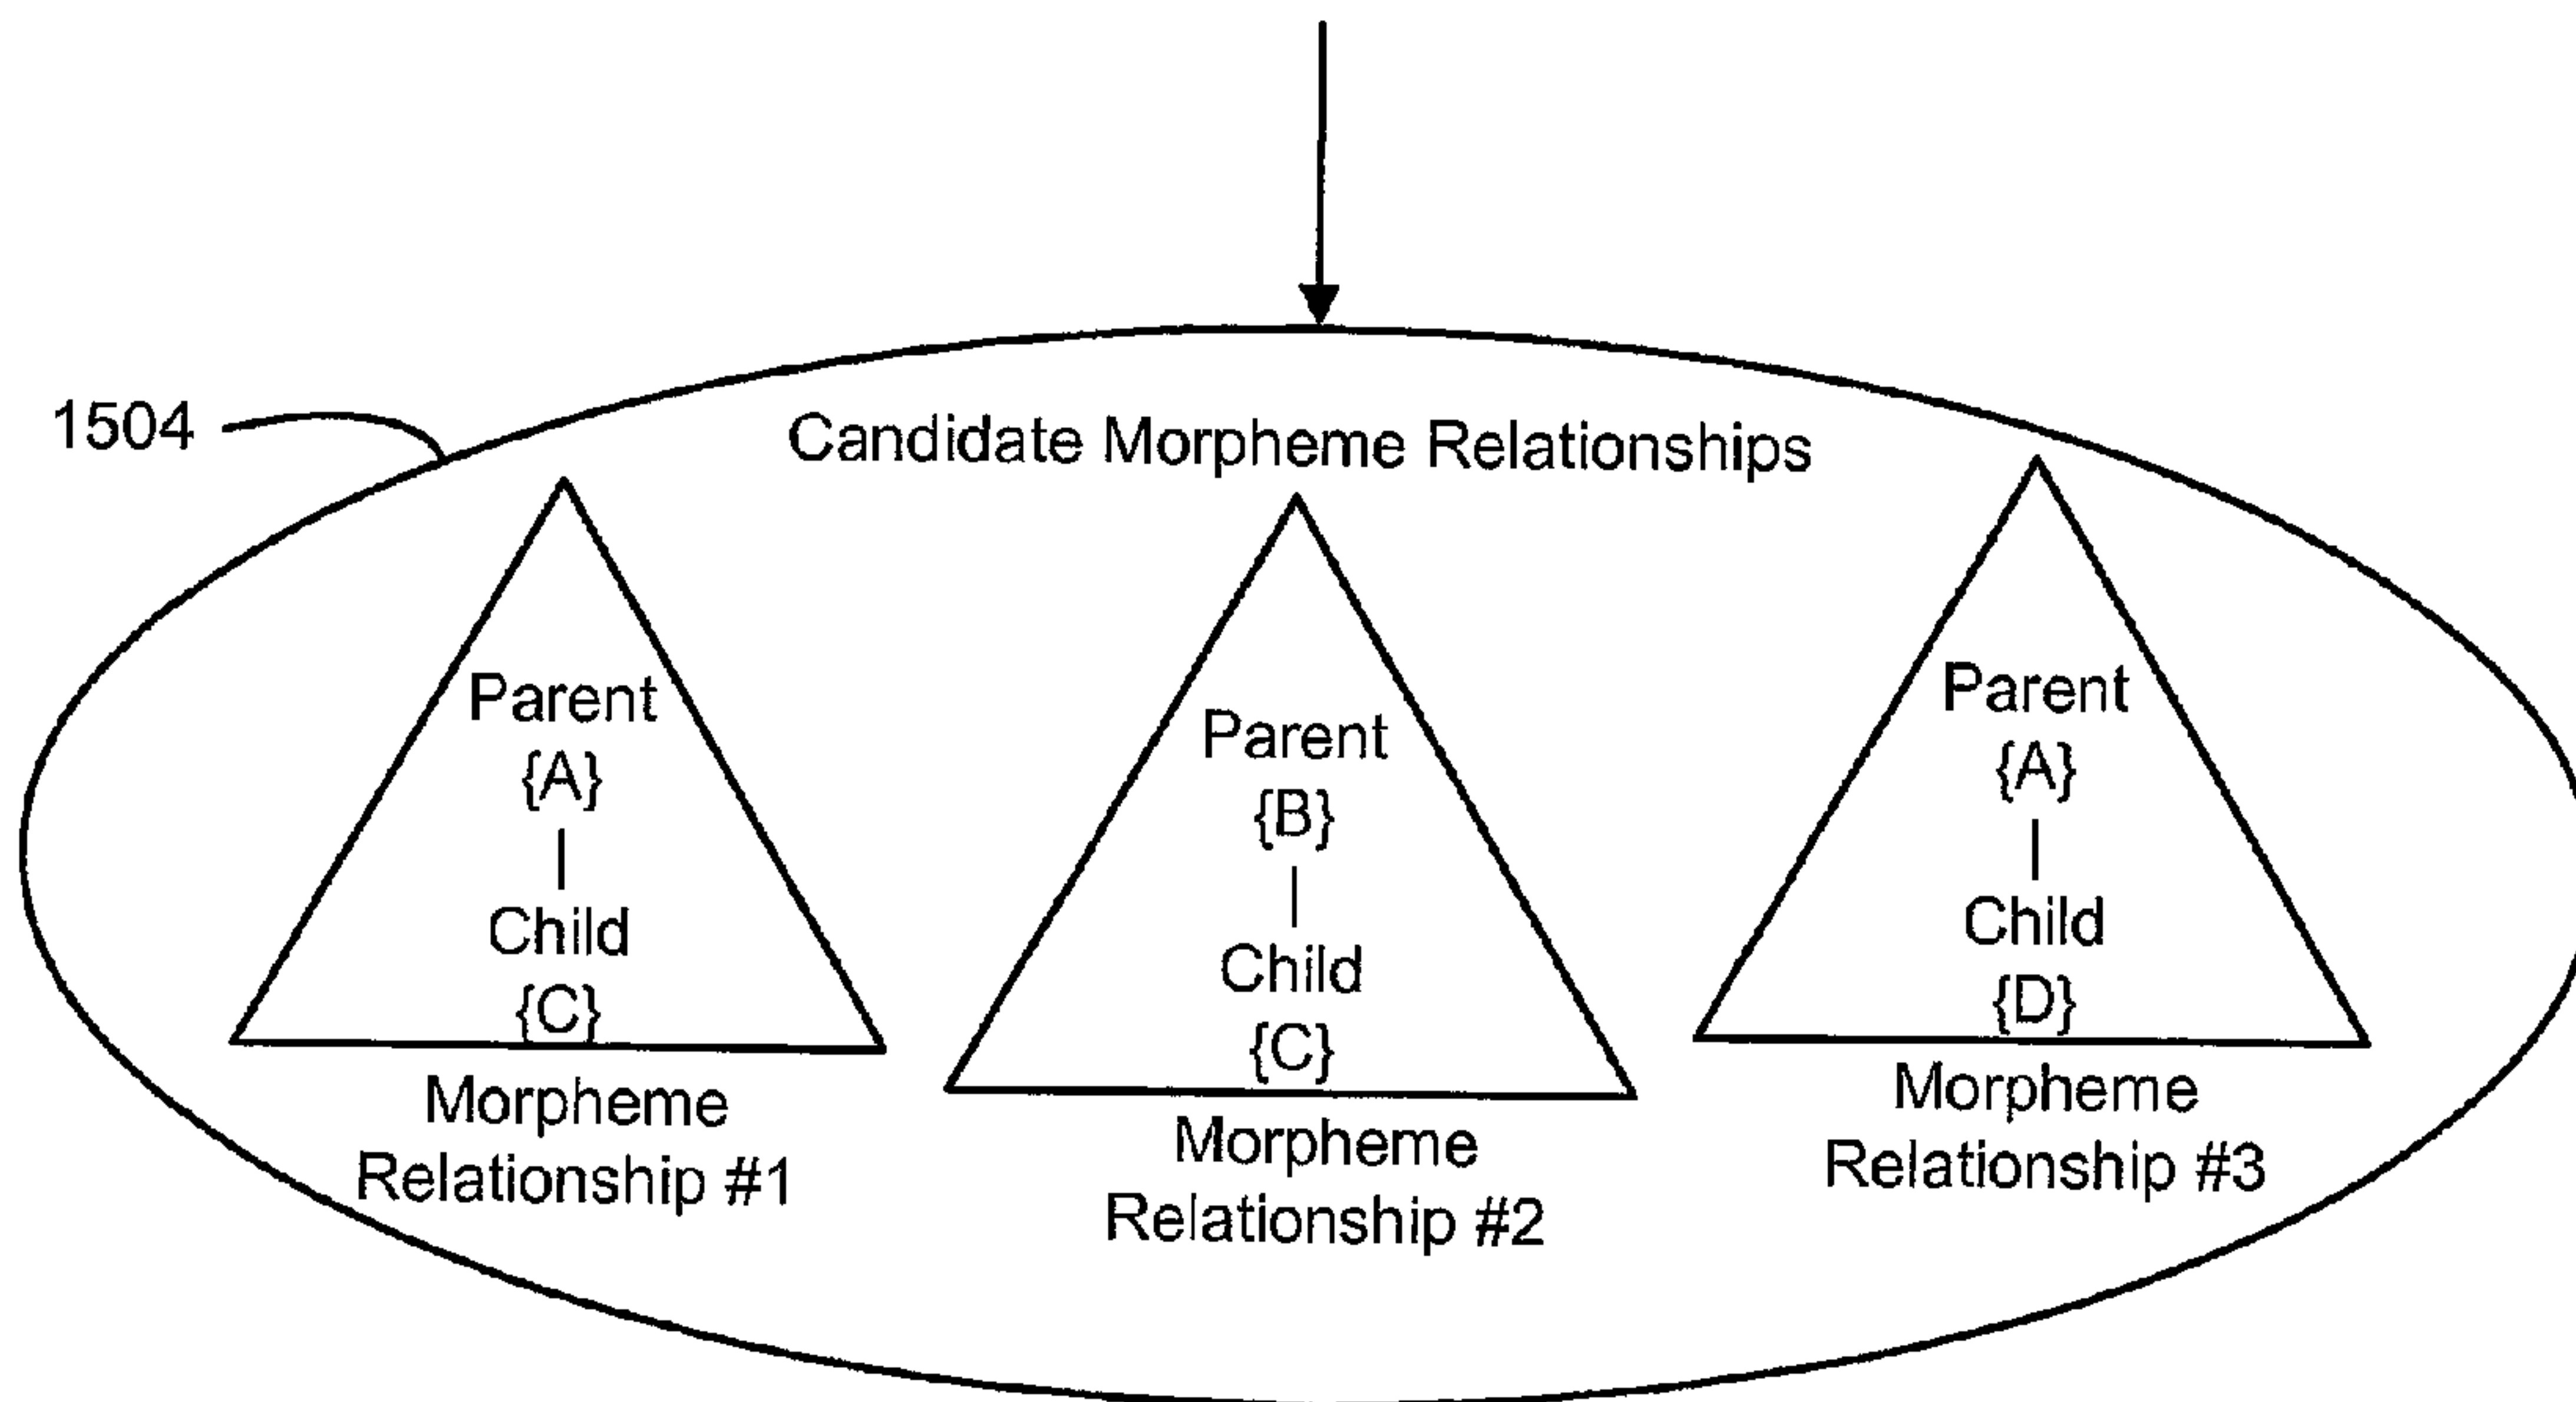 1504
Candidate Morpheme Relationships
Parent
{A}
|
Child
{C}
Morpheme
Relationship #1
Parent
{B}
|
Child
{C}
Morpheme
Relationship #2
Parent
{A}
|
Child
{D}
Morpheme
Relationship #3